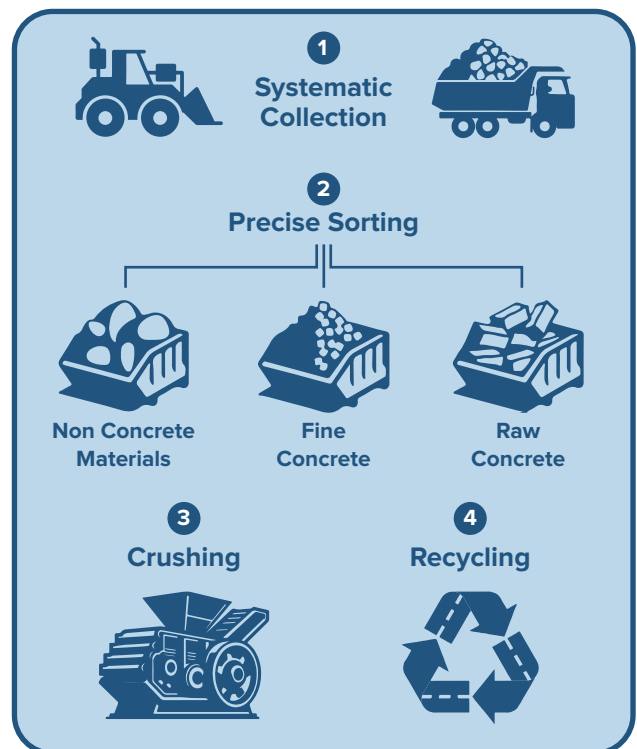 1
Systematic
Collection
2
Precise Sorting
Non Concrete
Materials
Fine
Concrete
Raw
Concrete
3
Crushing
4
Recycling